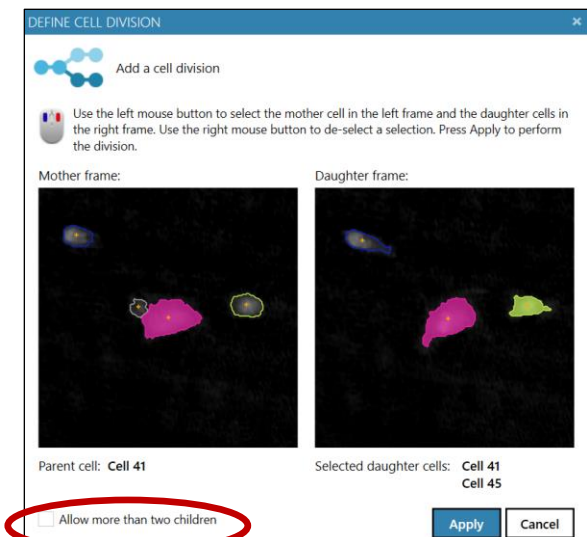 DEFINE CELL DIVISION
Add a cell division
Use the left mouse button to select the mother cell in the left frame and the daughter cells in
the right frame. Use the right mouse button to de-select a selection. Press Apply to perform
the division.
Mother frame:
Daughter frame:
Parent cell: Cell 41
Selected daughter cells: Cell 41
Cell 45
Allow more than two children
Apply
Cancel